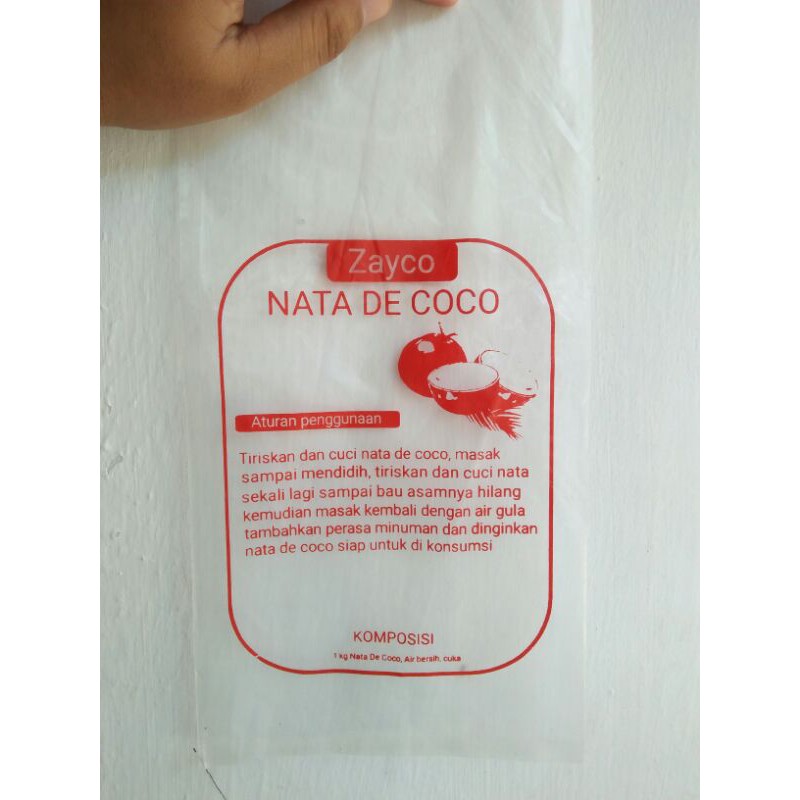 Zayco
NATA DE COCO
Aturan penggunaan
Tiriskan dan cuci nata de coco, masak
sampai mendidih, tiriskan dan cuci nata
sekali lagi sampai bau asamnya hilang
kemudian masak kembali dengan air gula
tambahkan perasa minuman dan dinginkan
nata de coco siap untuk di konsumsi
KOMPOSISI
1 kg Nata De Coco, Air bersih, cuka